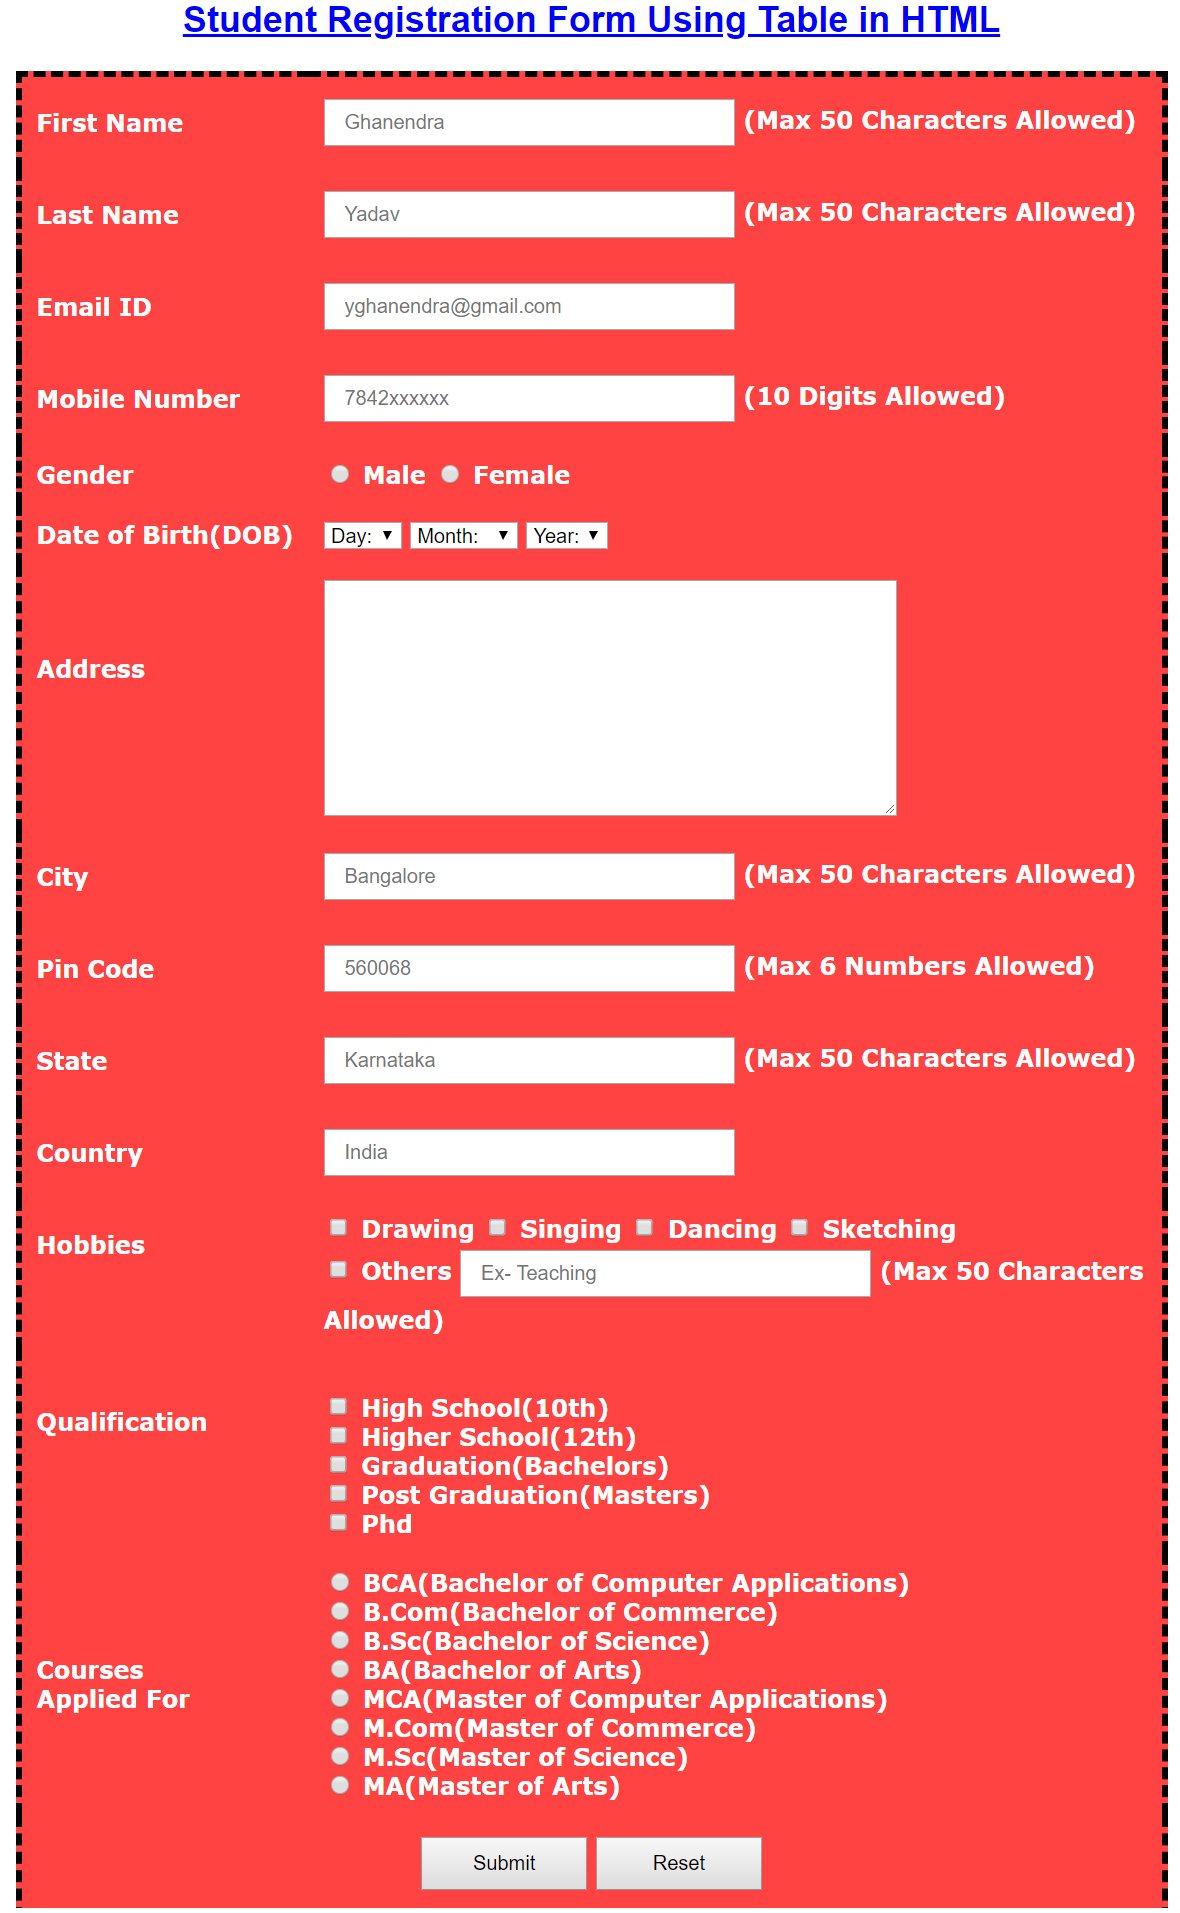 Student Registration Form Using Table in HTML
First Name Ghanendra (Max 50 Characters Allowed)
Last Name Yadav (Max 50 Characters Allowed)
Email ID yghanendra@gmail.com
Mobile Number 7842xxxxxx (10 Digits Allowed)
Gender Male Female
Date of Birth(DOB) Day: Month: Year:
Address
City Bangalore (Max 50 Characters Allowed)
Pin Code 560068 (Max 6 Numbers Allowed)
State Karnataka (Max 50 Characters Allowed)
Country India
Hobbies
Drawing Singing Dancing Sketching
Others Ex- Teaching (Max 50 Characters
Allowed)
Qualification
High School(10th)
Higher School(12th)
Graduation(Bachelors)
Post Graduation(Masters)
Phd
Courses
Applied For
BCA(Bachelor of Computer Applications)
B.Com(Bachelor of Commerce)
B.Sc(Bachelor of Science)
BA(Bachelor of Arts)
MCA(Master of Computer Applications)
M.Com(Master of Commerce)
M.Sc(Master of Science)
MA(Master of Arts)
Submit Reset